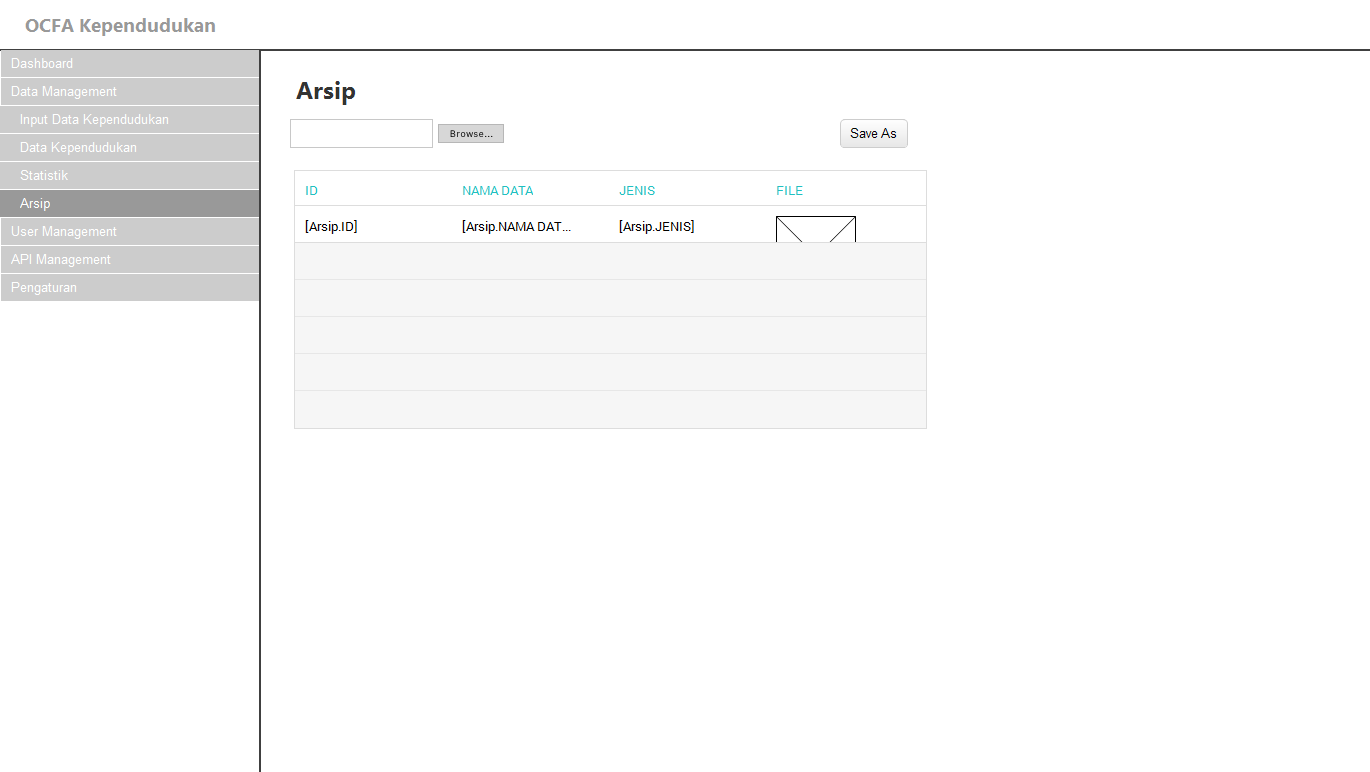 OCFA Kependudukan
Dashboard
Data Management
Input Data Kependudukan
Data Kependudukan
Statistik
Arsip
User Management
API Management
Pengaturan
Arsip
Browse...
Save As
ID NAMA DATA JENIS FILE
[Arsip.ID] [Arsip.NAMA DAT... [Arsip.JENIS]